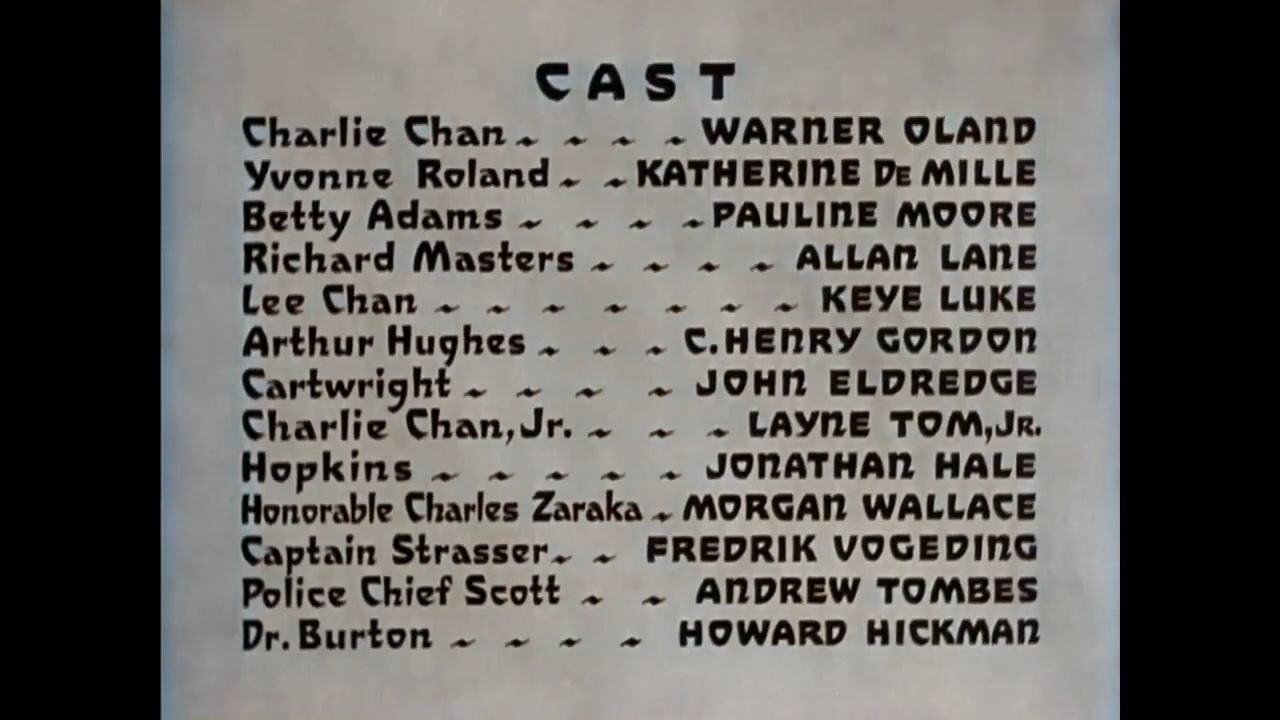 CAST
Charlie Chan ~ ~ ~ ~ WARNER OLAND
Yvonne Roland ~ ~ KATHERINE DE MILLE
Betty Adams ~ ~ ~ ~ PAULINE MOORE
Richard Masters ~ ~ ~ ~ ALLAN LANE
Lee Chan ~ ~ ~ ~ ~ ~ ~ KEYE LUKE
Arthur Hughes ~ ~ ~ C. HENRY GORDON
Cartwright ~ ~ ~ ~ JOHN ELDREDGE
Charlie Chan, Jr. ~ ~ ~ LAYNE TOM, JR.
Hopkins ~ ~ ~ ~ ~ JONATHAN HALE
Honorable Charles Zaraka ~ MORGAN WALLACE
Captain Strasser ~ ~ FREDRIK VOGEDING
Police Chief Scott ~ ~ ANDREW TOMBES
Dr. Burton ~ ~ ~ ~ HOWARD HICKMAN